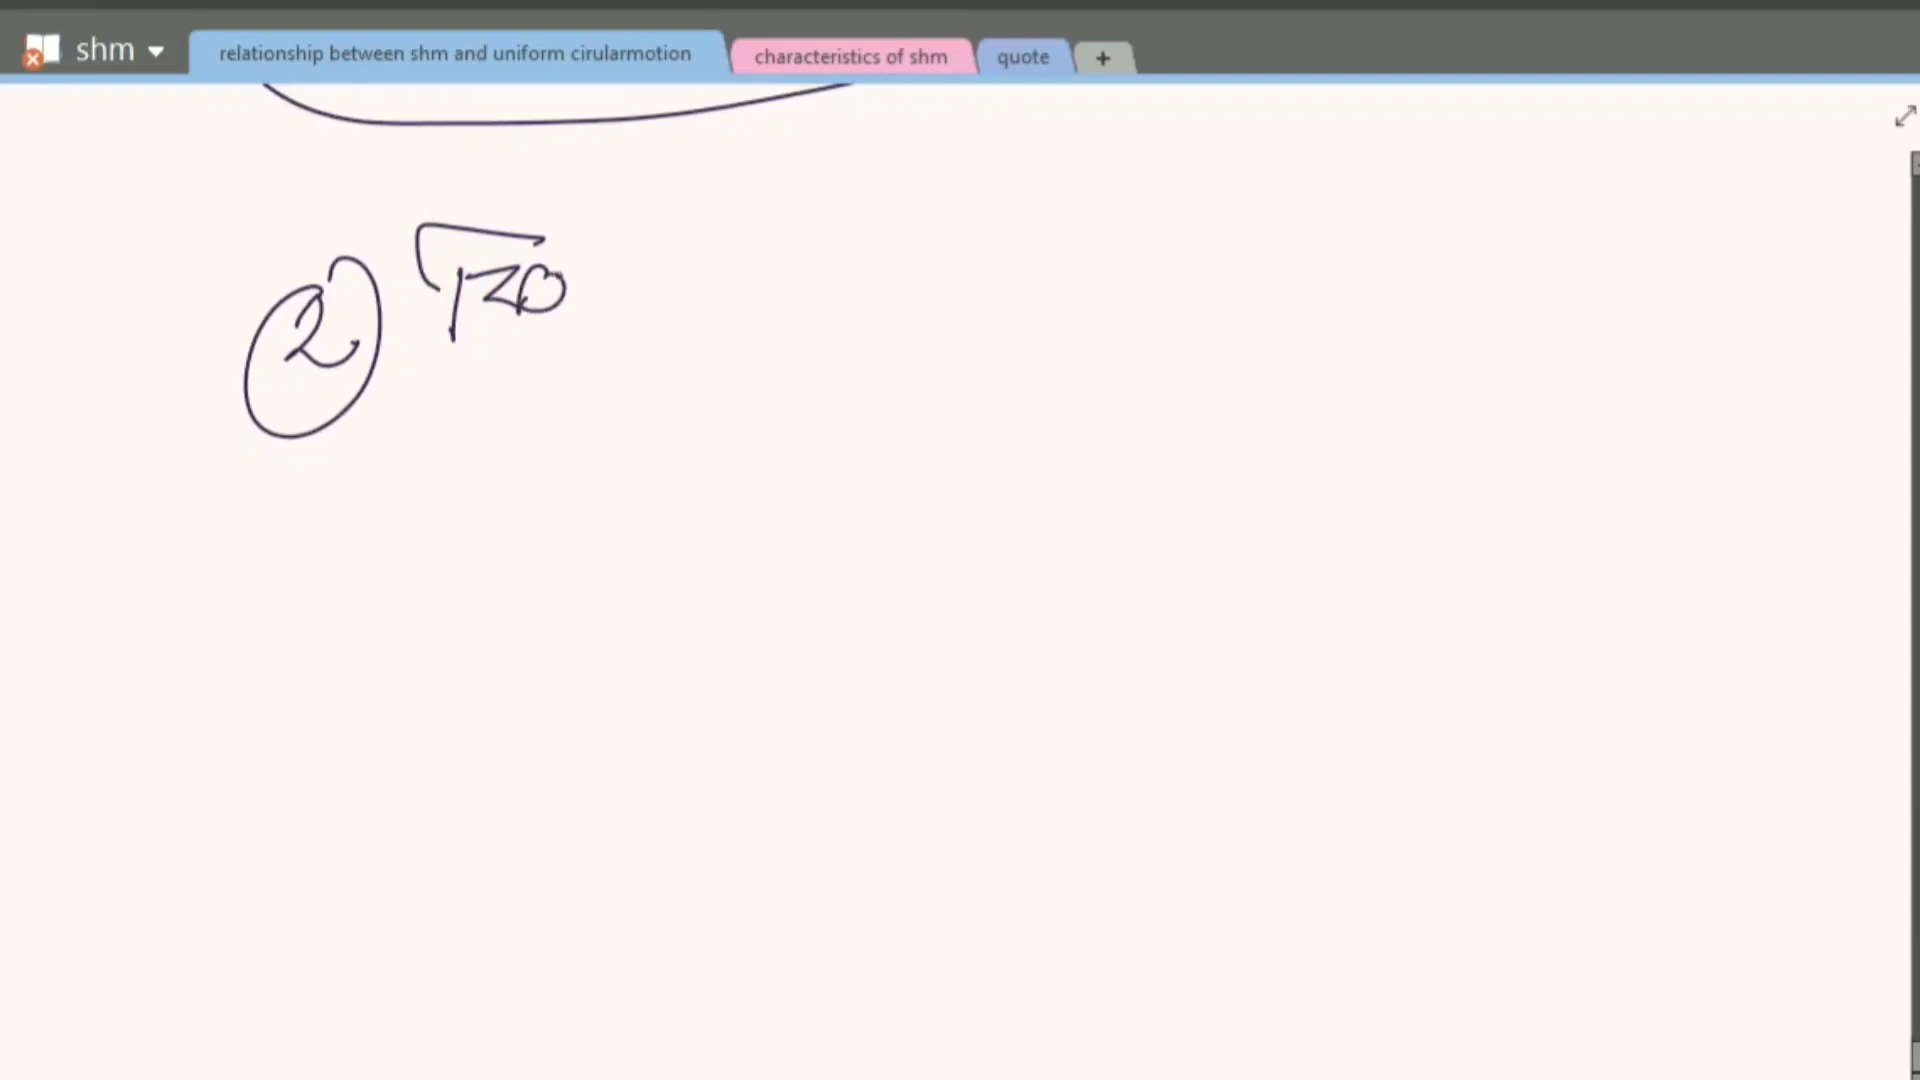 shm
relationship between shm and uniform cirularmotion
characteristics of shm
quote
+
2